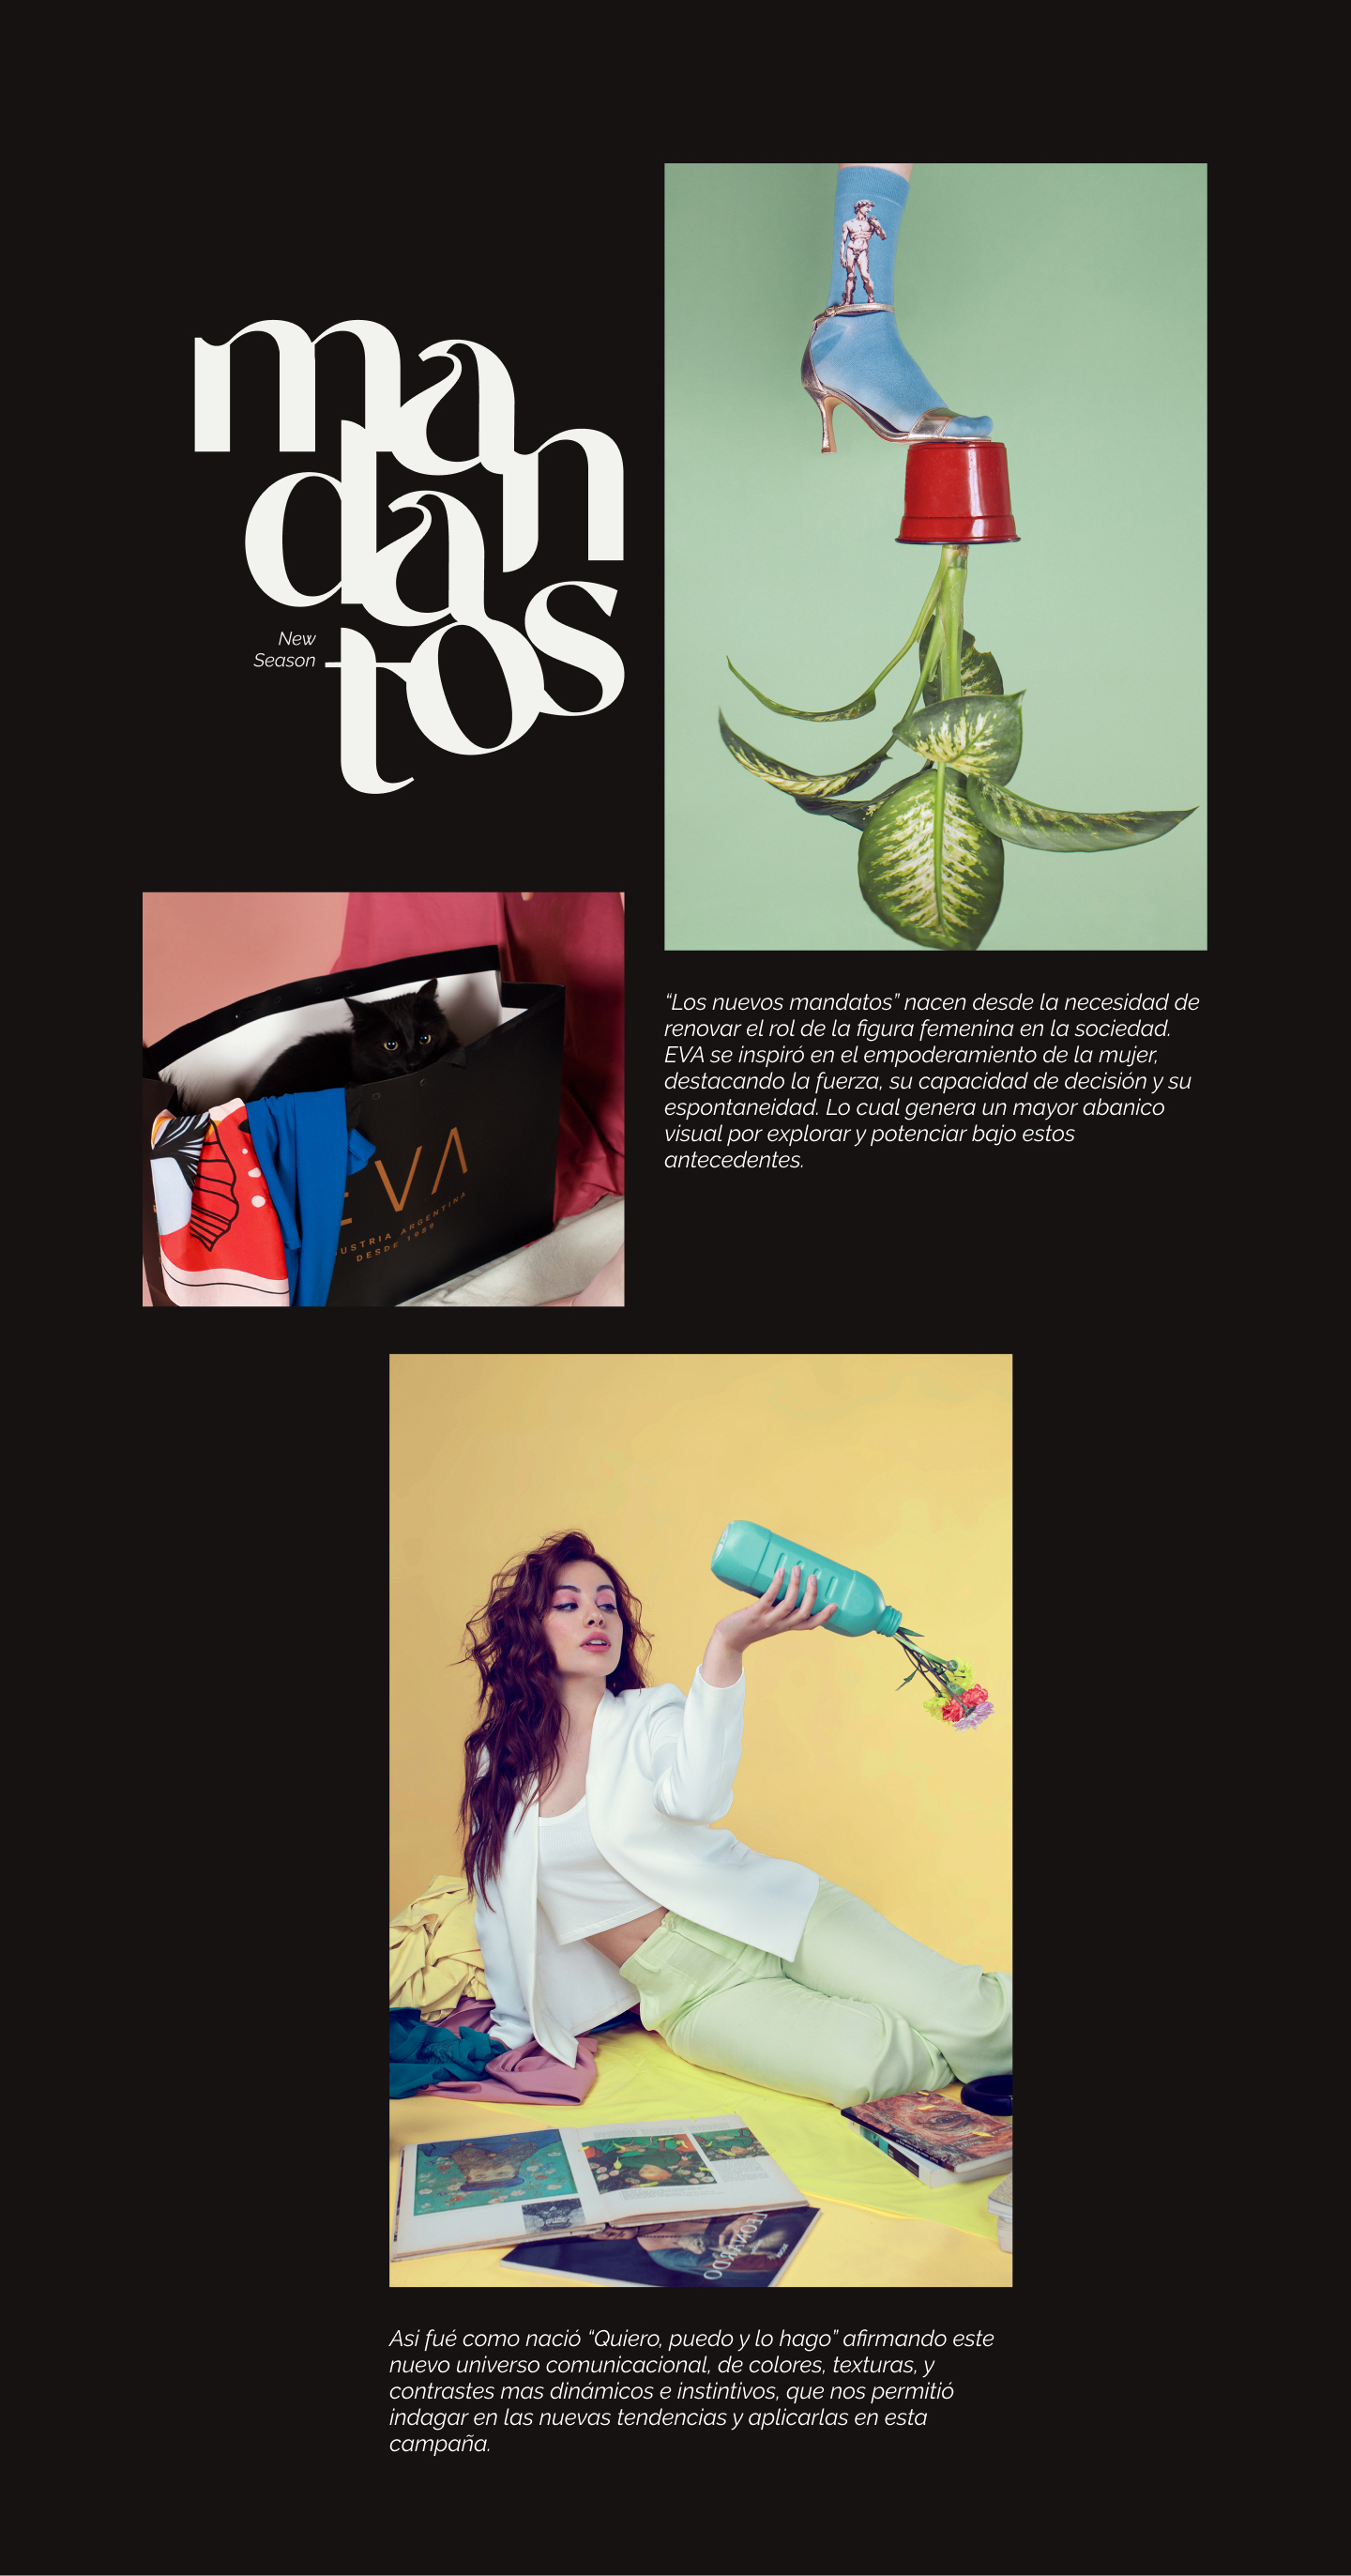 mandatos
New
Season
“Los nuevos mandatos” nacen desde la necesidad de
renovar el rol de la figura femenina en la sociedad.
EVA se inspiró en el empoderamiento de la mujer,
destacando la fuerza, su capacidad de decisión y su
espontaneidad. Lo cual genera un mayor abanico
visual por explorar y potenciar bajo estos
antecedentes.
EVA
USTRIA ARGENTINA
DESDE 1989
LEONARDO
Asi fué como nació “Quiero, puedo y lo hago” afirmando este
nuevo universo comunicacional, de colores, texturas, y
contrastes mas dinámicos e instintivos, que nos permitió
indagar en las nuevas tendencias y aplicarlas en esta
campaña.